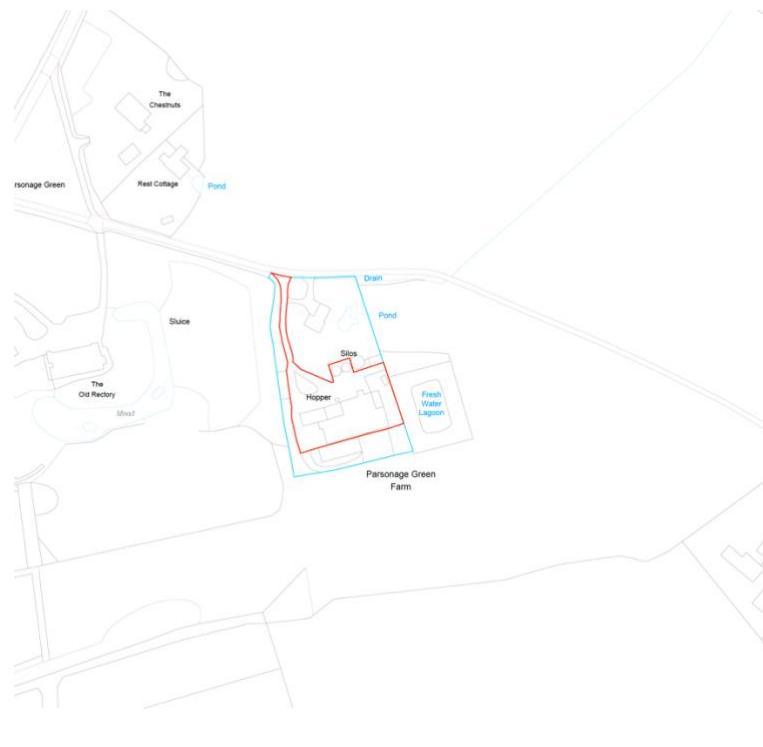 The
Chestnuts
rsonage Green
Rest Cottage
Pond
Drain
Pond
Sluice
Silos
The
Old Rectory
Moat
Hopper
Fresh
Water
Lagoon
Parsonage Green
Farm